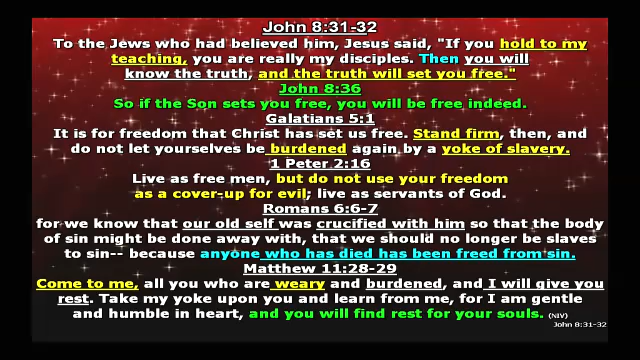 John 8:31-32
To the Jews who had believed him, Jesus said, "If you hold to my
teaching, you are really my disciples. Then you will
know the truth, and the truth will set you free."
John 8:36
So if the Son sets you free, you will be free indeed.
Galatians 5:1
It is for freedom that Christ has set us free. Stand firm, then, and
do not let yourselves be burdened again by a yoke of slavery.
1 Peter 2:16
Live as free men, but do not use your freedom
as a cover-up for evil; live as servants of God.
Romans 6:6-7
for we know that our old self was crucified with him so that the body
of sin might be done away with, that we should no longer be slaves
to sin-- because anyone who has died has been freed from sin.
Matthew 11:28-29
Come to me, all you who are weary and burdened, and I will give you
rest. Take my yoke upon you and learn from me, for I am gentle
and humble in heart, and you will find rest for your souls. (NIV)
John 8:31-32